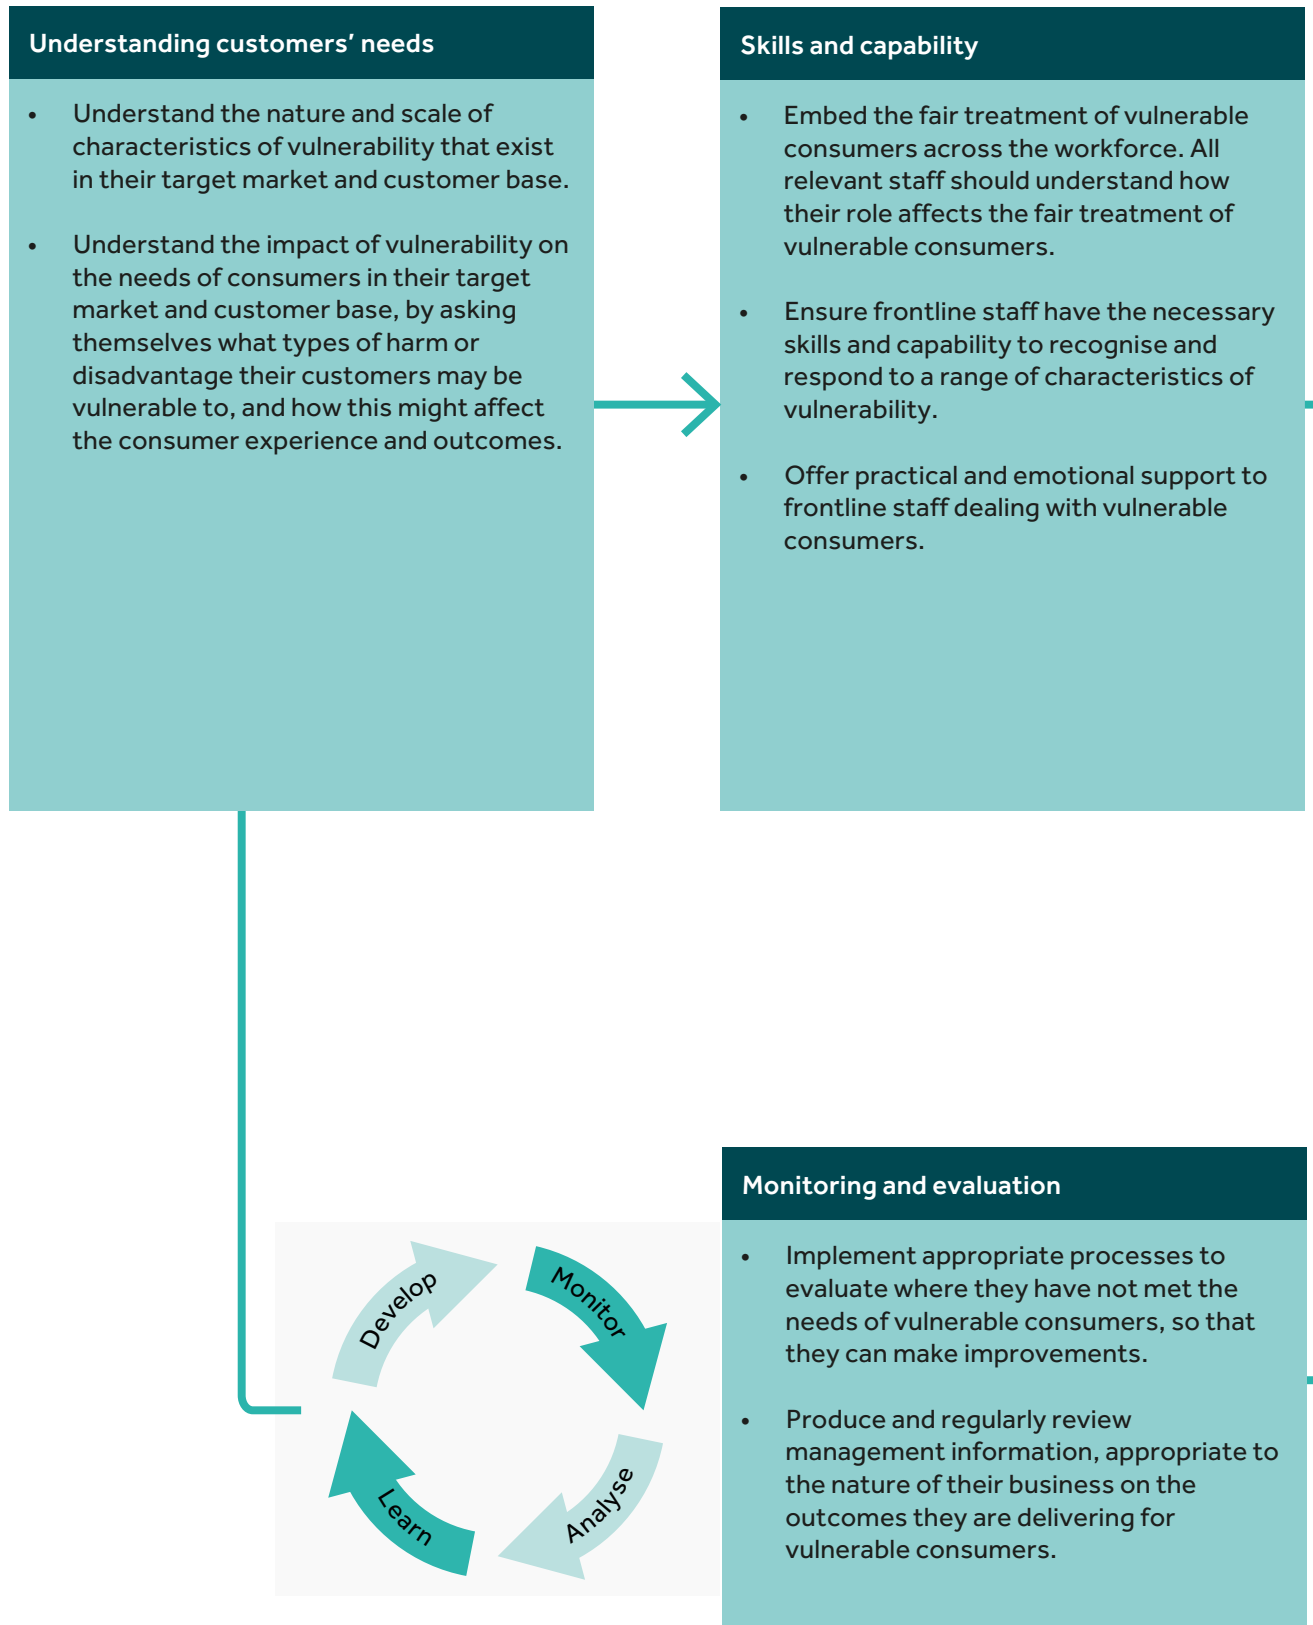 Understanding customers’ needs
• Understand the nature and scale of
characteristics of vulnerability that exist
in their target market and customer base.
• Understand the impact of vulnerability on
the needs of consumers in their target
market and customer base, by asking
themselves what types of harm or
disadvantage their customers may be
vulnerable to, and how this might affect
the consumer experience and outcomes.
Skills and capability
• Embed the fair treatment of vulnerable
consumers across the workforce. All
relevant staff should understand how
their role affects the fair treatment of
vulnerable consumers.
• Ensure frontline staff have the necessary
skills and capability to recognise and
respond to a range of characteristics of
vulnerability.
• Offer practical and emotional support to
frontline staff dealing with vulnerable
consumers.
Develop
Monitor
Analyse
Learn
Monitoring and evaluation
• Implement appropriate processes to
evaluate where they have not met the
needs of vulnerable consumers, so that
they can make improvements.
• Produce and regularly review
management information, appropriate to
the nature of their business on the
outcomes they are delivering for
vulnerable consumers.